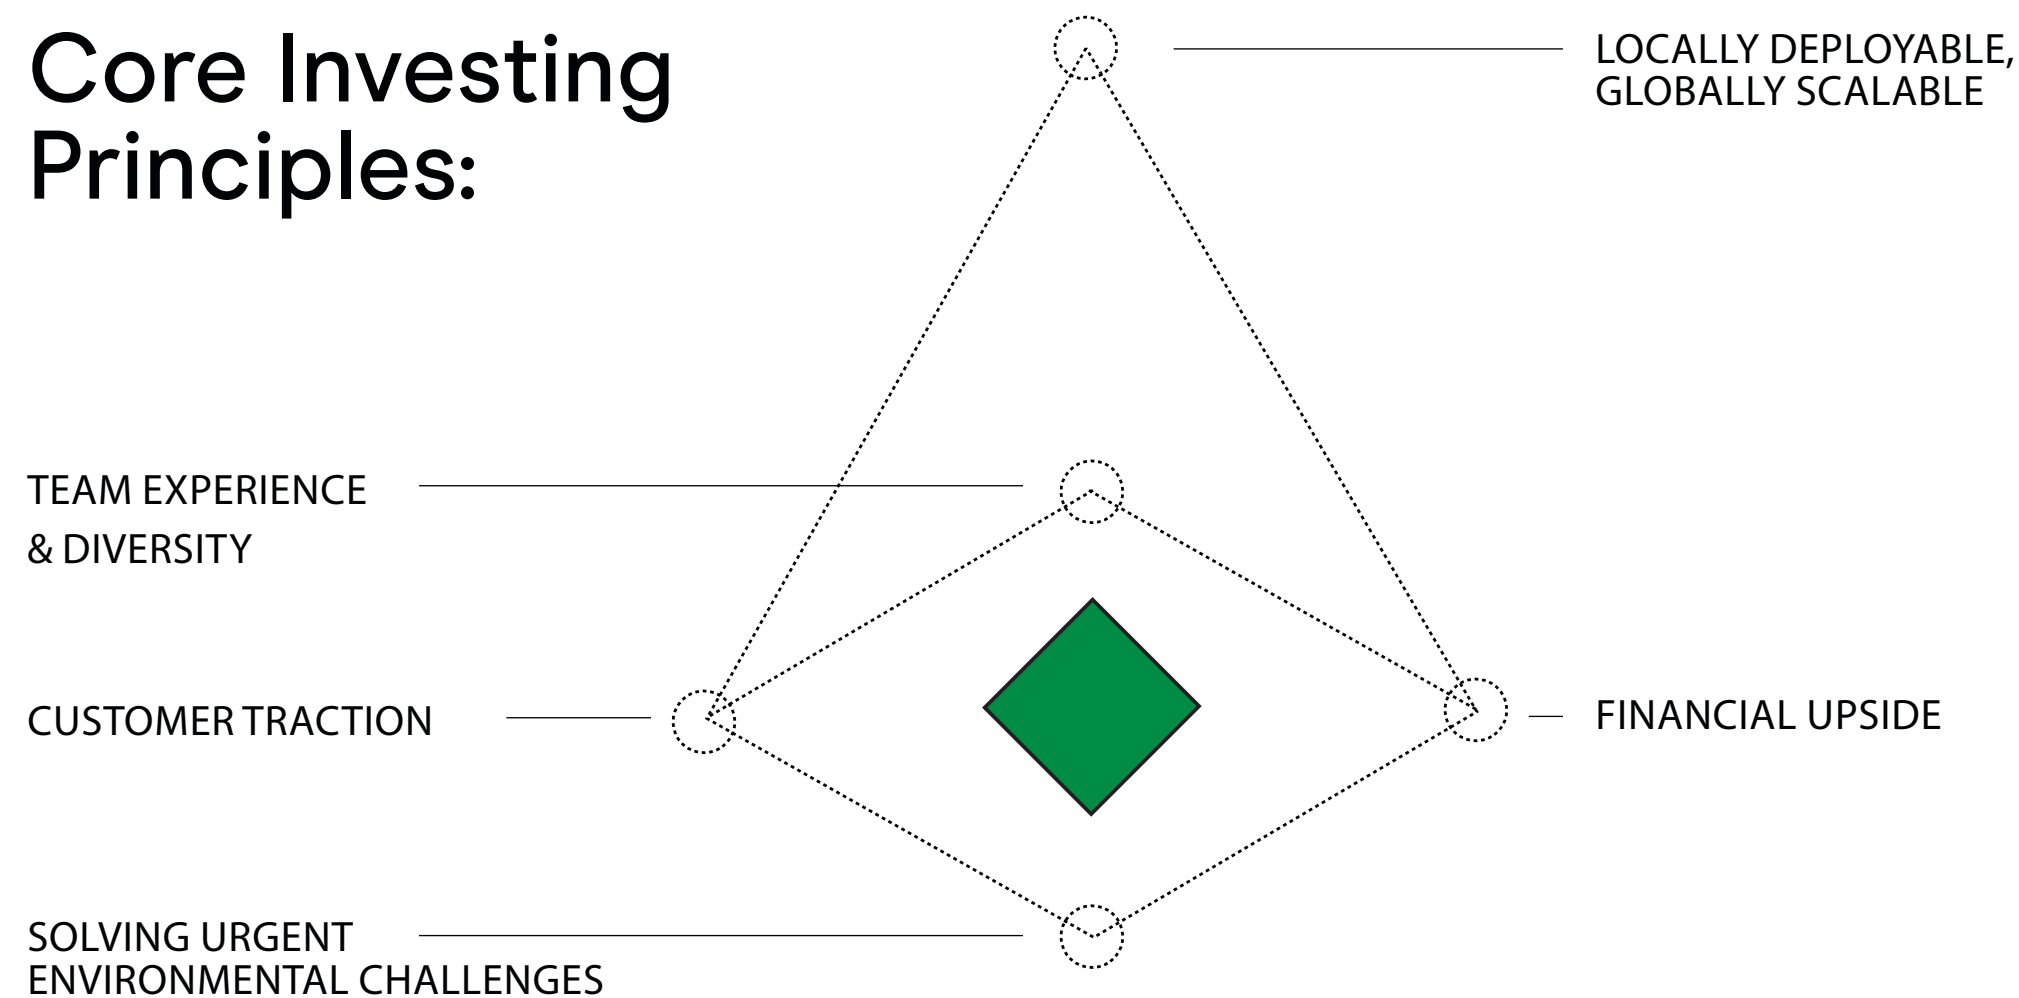 Core Investing
Principles:
LOCALLY DEPLOYABLE,
GLOBALLY SCALABLE
TEAM EXPERIENCE
& DIVERSITY
CUSTOMER TRACTION
FINANCIAL UPSIDE
SOLVING URGENT
ENVIRONMENTAL CHALLENGES